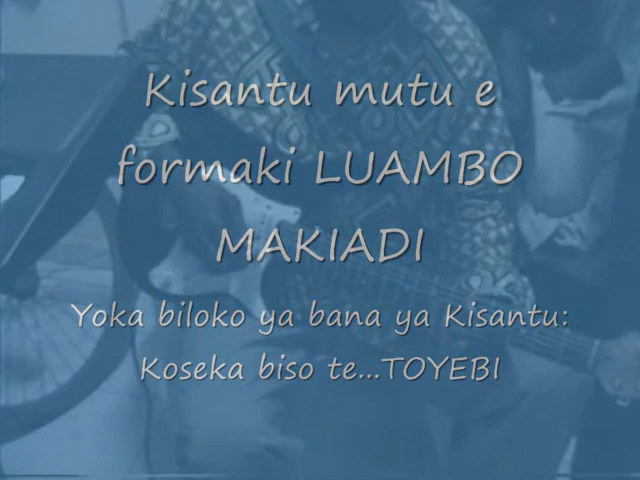 Kisantu mutu e
formaki LUAMBO
MAKIADI
Yoka biloko ya bana ya Kisantu:
Koseka biso te...TOYEBI